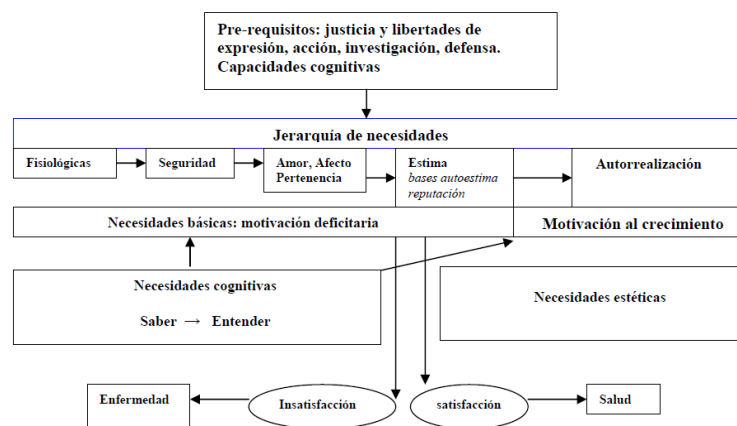 Pre-requisitos: justicia y libertades de
expresión, acción, investigación, defensa.
Capacidades cognitivas
Jerarquía de necesidades
Fisiológicas
Seguridad
Amor, Afecto
Pertenencia
Estima
bases autoestima
reputación
Autorrealización
Necesidades básicas: motivación deficitaria
Motivación al crecimiento
Necesidades cognitivas
Saber → Entender
Necesidades estéticas
Enfermedad
Insatisfacción
satisfacción
Salud